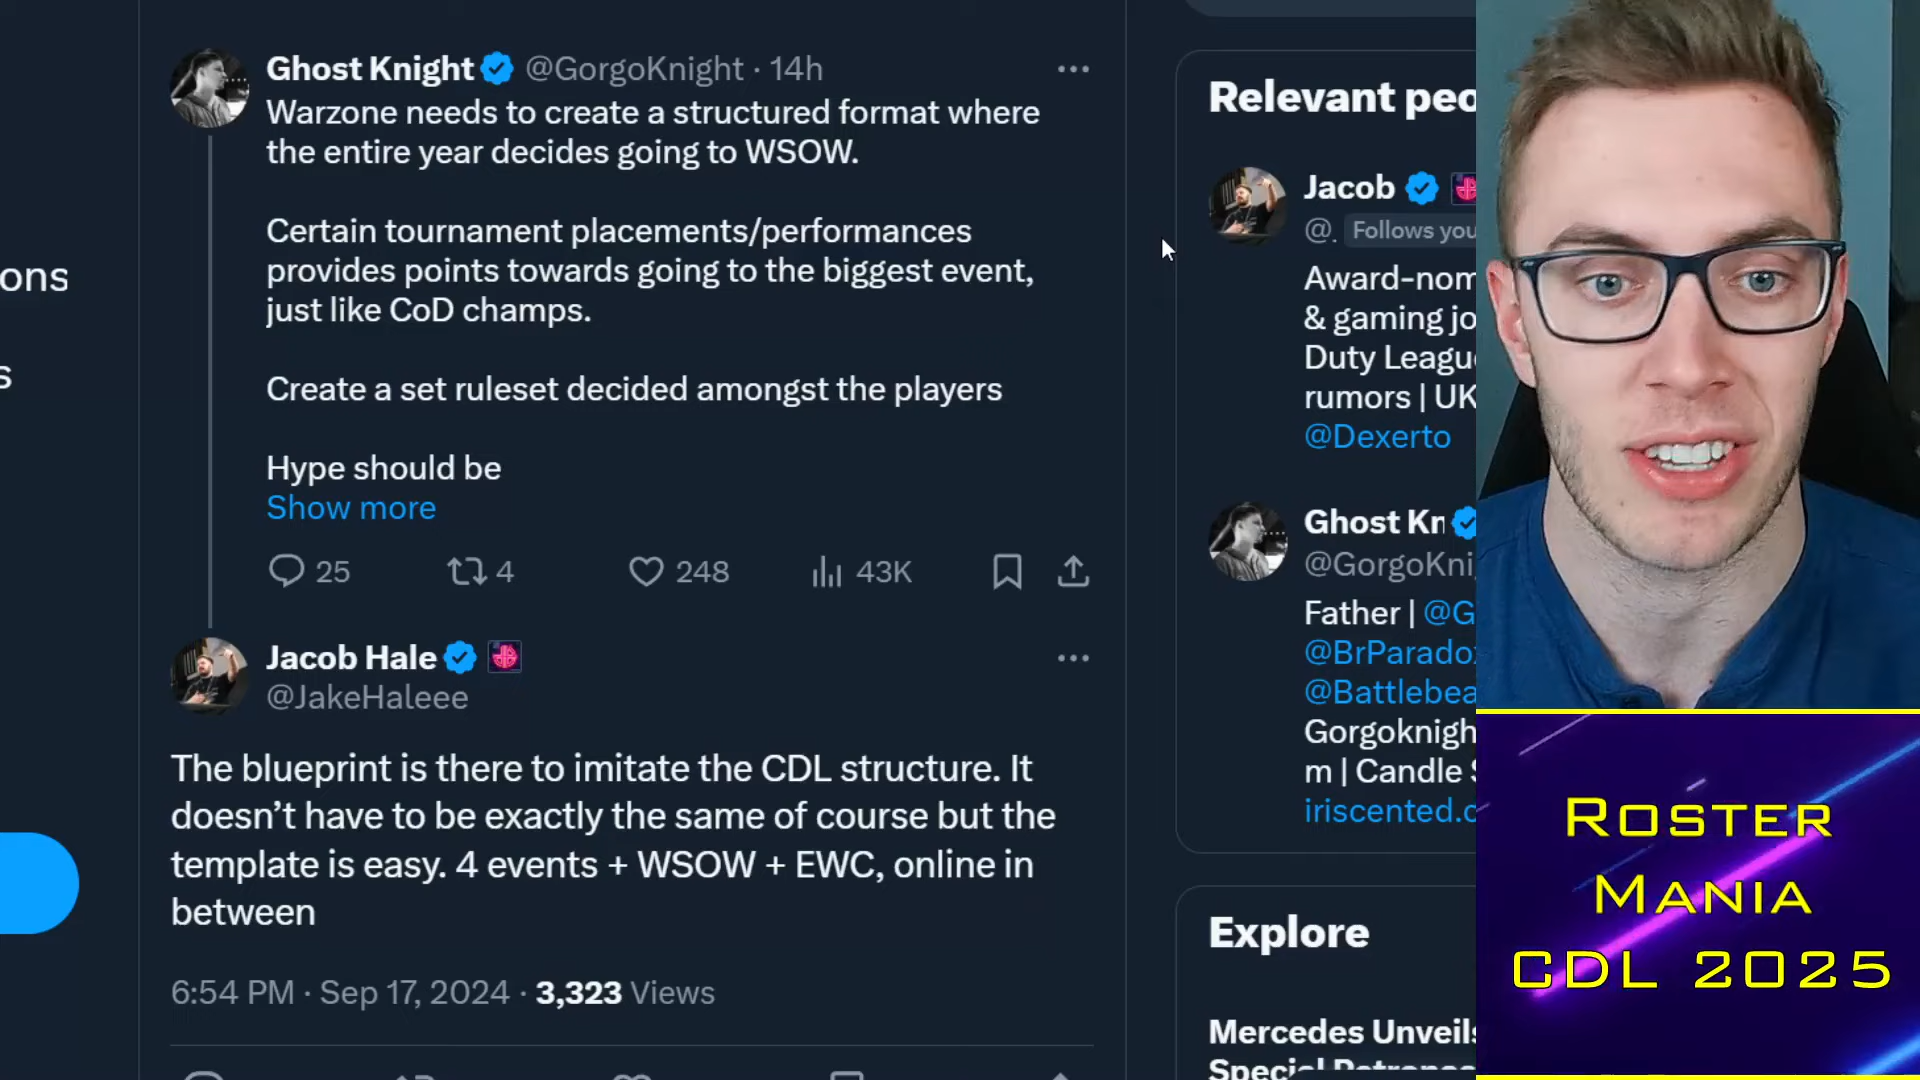 ons
s
Ghost Knight @GorgoKnight · 14h
Warzone needs to create a structured format where
the entire year decides going to WSOW.
Certain tournament placements/performances
provides points towards going to the biggest event,
just like CoD champs.
Create a set ruleset decided amongst the players
Hype should be
Show more
25 4 248 43K
Jacob Hale
@JakeHaleee
The blueprint is there to imitate the CDL structure. It
doesn’t have to be exactly the same of course but the
template is easy. 4 events + WSOW + EWC, online in
between
6:54 PM · Sep 17, 2024 · 3,323 Views
Relevant peo
Jacob
@. Follows you
Award-nom
& gaming jo
Duty Leagu
rumors | UK
@Dexerto
Ghost Kn
@GorgoKni
Father | @G
@BrParado
@Battlebea
Gorgoknigh
m | Candle
iriscented.c
Explore
Mercedes Unveils
Special
Roster
Mania
CDL 2025